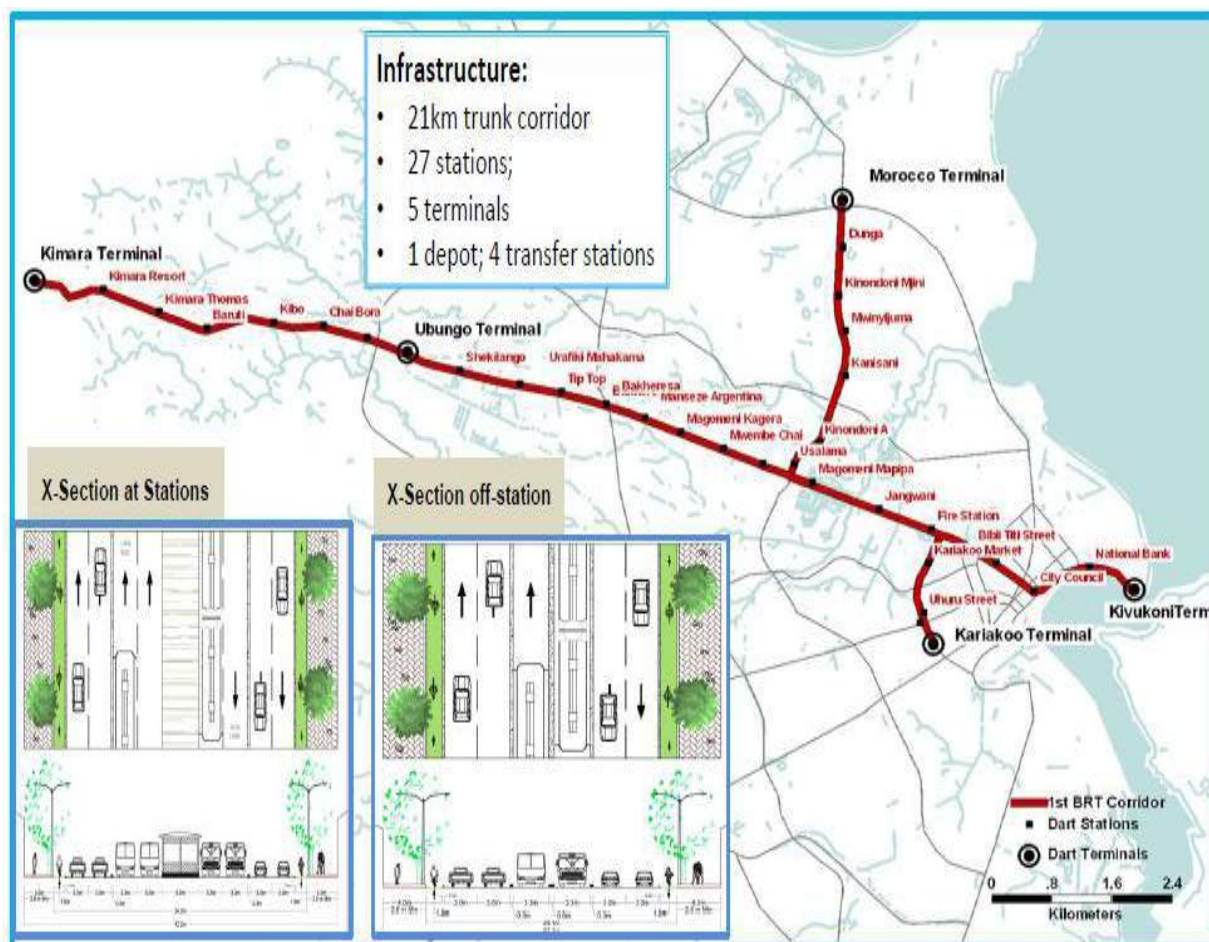 Infrastructure:
• 21km trunk corridor
• 27 stations;
• 5 terminals
• 1 depot; 4 transfer stations
Morocco Terminal
Dunga
Kinondoni Mjini
Mwinyijuma
Kanisani
Kinondoni A
Usalama
Kimara Terminal
Kimara Resort
Kimara Thomas
Baruti
Kibo
Chai Bora
Ubungo Terminal
Shekilango
Urafiki Mahakama
Tip Top
Bakheresa
Manseze Argentina
Magomeni Kagera
Mwembe Chai
Magomeni Mapipa
Jangwani
Fire Station
Bibi Titi Street
Kariakoo Market
National Bank
City Council
Uhuru Street
KivukoniTerm
Kariakoo Terminal
X-Section at Stations
X-Section off-station
1st BRT Corridor
Dart Stations
Dart Terminals
0 .8 1.6 2.4
Kilometers